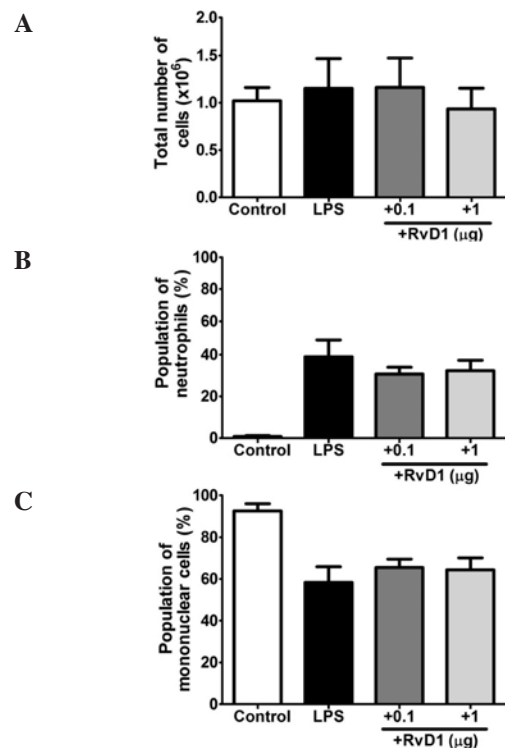 A
Total number of
cells (x10⁶)
2.0
1.5
1.0
0.5
0.0
Control
LPS
+0.1
+1
+RvD1 (μg)
B
Population of
neutrophils (%)
100
80
60
40
20
0
Control
LPS
+0.1
+1
+RvD1 (μg)
C
Population of
mononuclear cells (%)
100
80
60
40
20
0
Control
LPS
+0.1
+1
+RvD1 (μg)